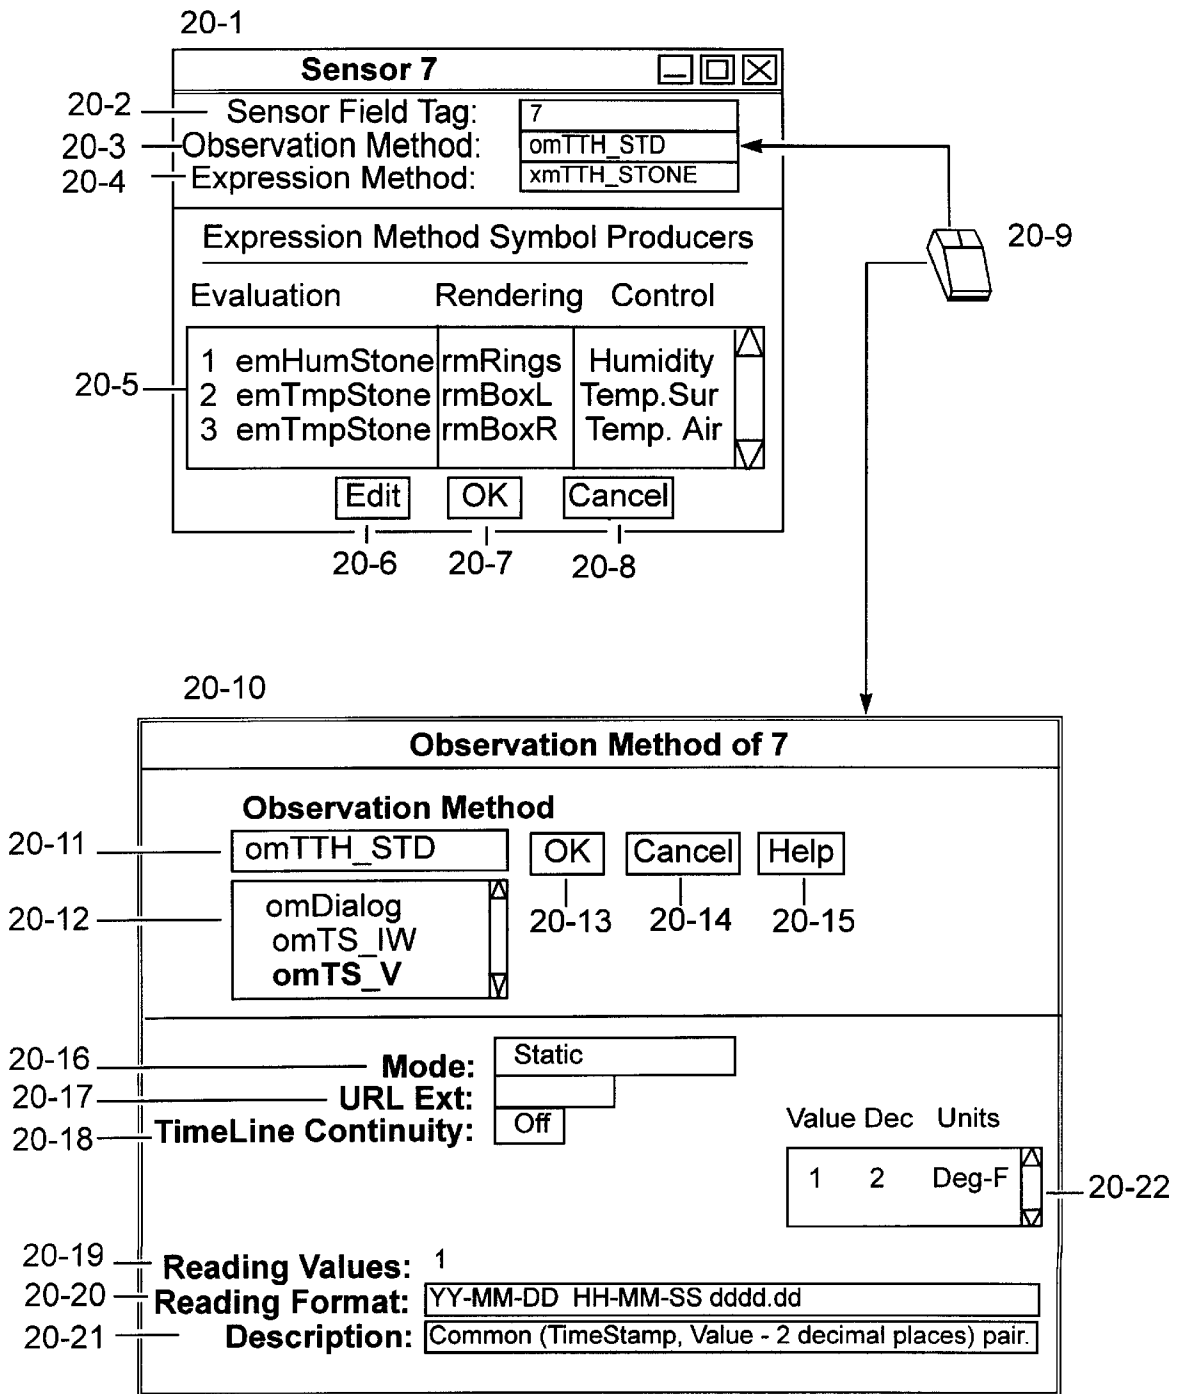 20-1
Sensor 7
20-2 Sensor Field Tag: 7
20-3 Observation Method: omTTH_STD
20-4 Expression Method: xmTTH_STONE
20-9
Expression Method Symbol Producers
Evaluation Rendering Control
1 emHumStone rmRings Humidity
20-5 2 emTmpStone rmBoxL Temp.Sur
3 emTmpStone rmBoxR Temp. Air
Edit OK Cancel
20-6 20-7 20-8
20-10
Observation Method of 7
Observation Method
20-11 omTTH_STD OK Cancel Help
20-12 omDialog 20-13 20-14 20-15
omTS_IW
omTS_V
20-16 Mode: Static
20-17 URL Ext:
20-18 TimeLine Continuity: Off
Value Dec Units
1 2 Deg-F 20-22
20-19 Reading Values: 1
20-20 Reading Format: YY-MM-DD HH-MM-SS dddd.dd
20-21 Description: Common (TimeStamp, Value - 2 decimal places) pair.